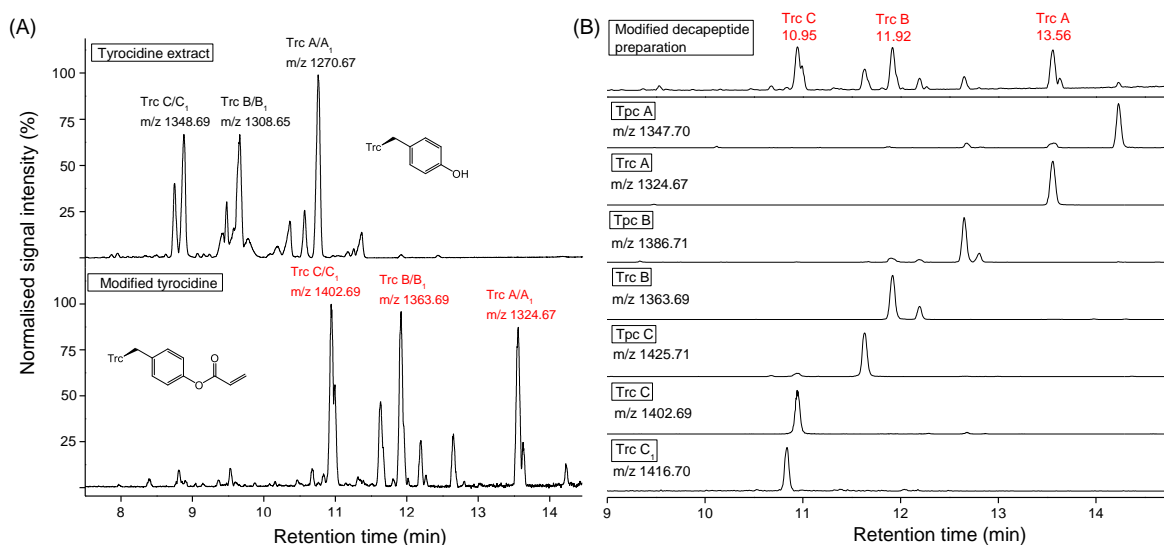 (A)
Tyrocidine extract
Trc A/A1
m/z 1270.67
Trc C/C1
m/z 1348.69
Trc B/B1
m/z 1308.65
100
75
50
25
Trc
OH
Modified tyrocidine
Trc C/C1
m/z 1402.69
Trc B/B1
m/z 1363.69
Trc A/A1
m/z 1324.67
100
75
50
25
Trc
O
O
Normalised signal intensity (%)
8 9 10 11 12 13 14
Retention time (min)
(B)
Modified decapeptide
preparation
Trc C
10.95
Trc B
11.92
Trc A
13.56
Tpc A
m/z 1347.70
Trc A
m/z 1324.67
Tpc B
m/z 1386.71
Trc B
m/z 1363.69
Tpc C
m/z 1425.71
Trc C
m/z 1402.69
Trc C1
m/z 1416.70
9 10 11 12 13 14
Retention time (min)